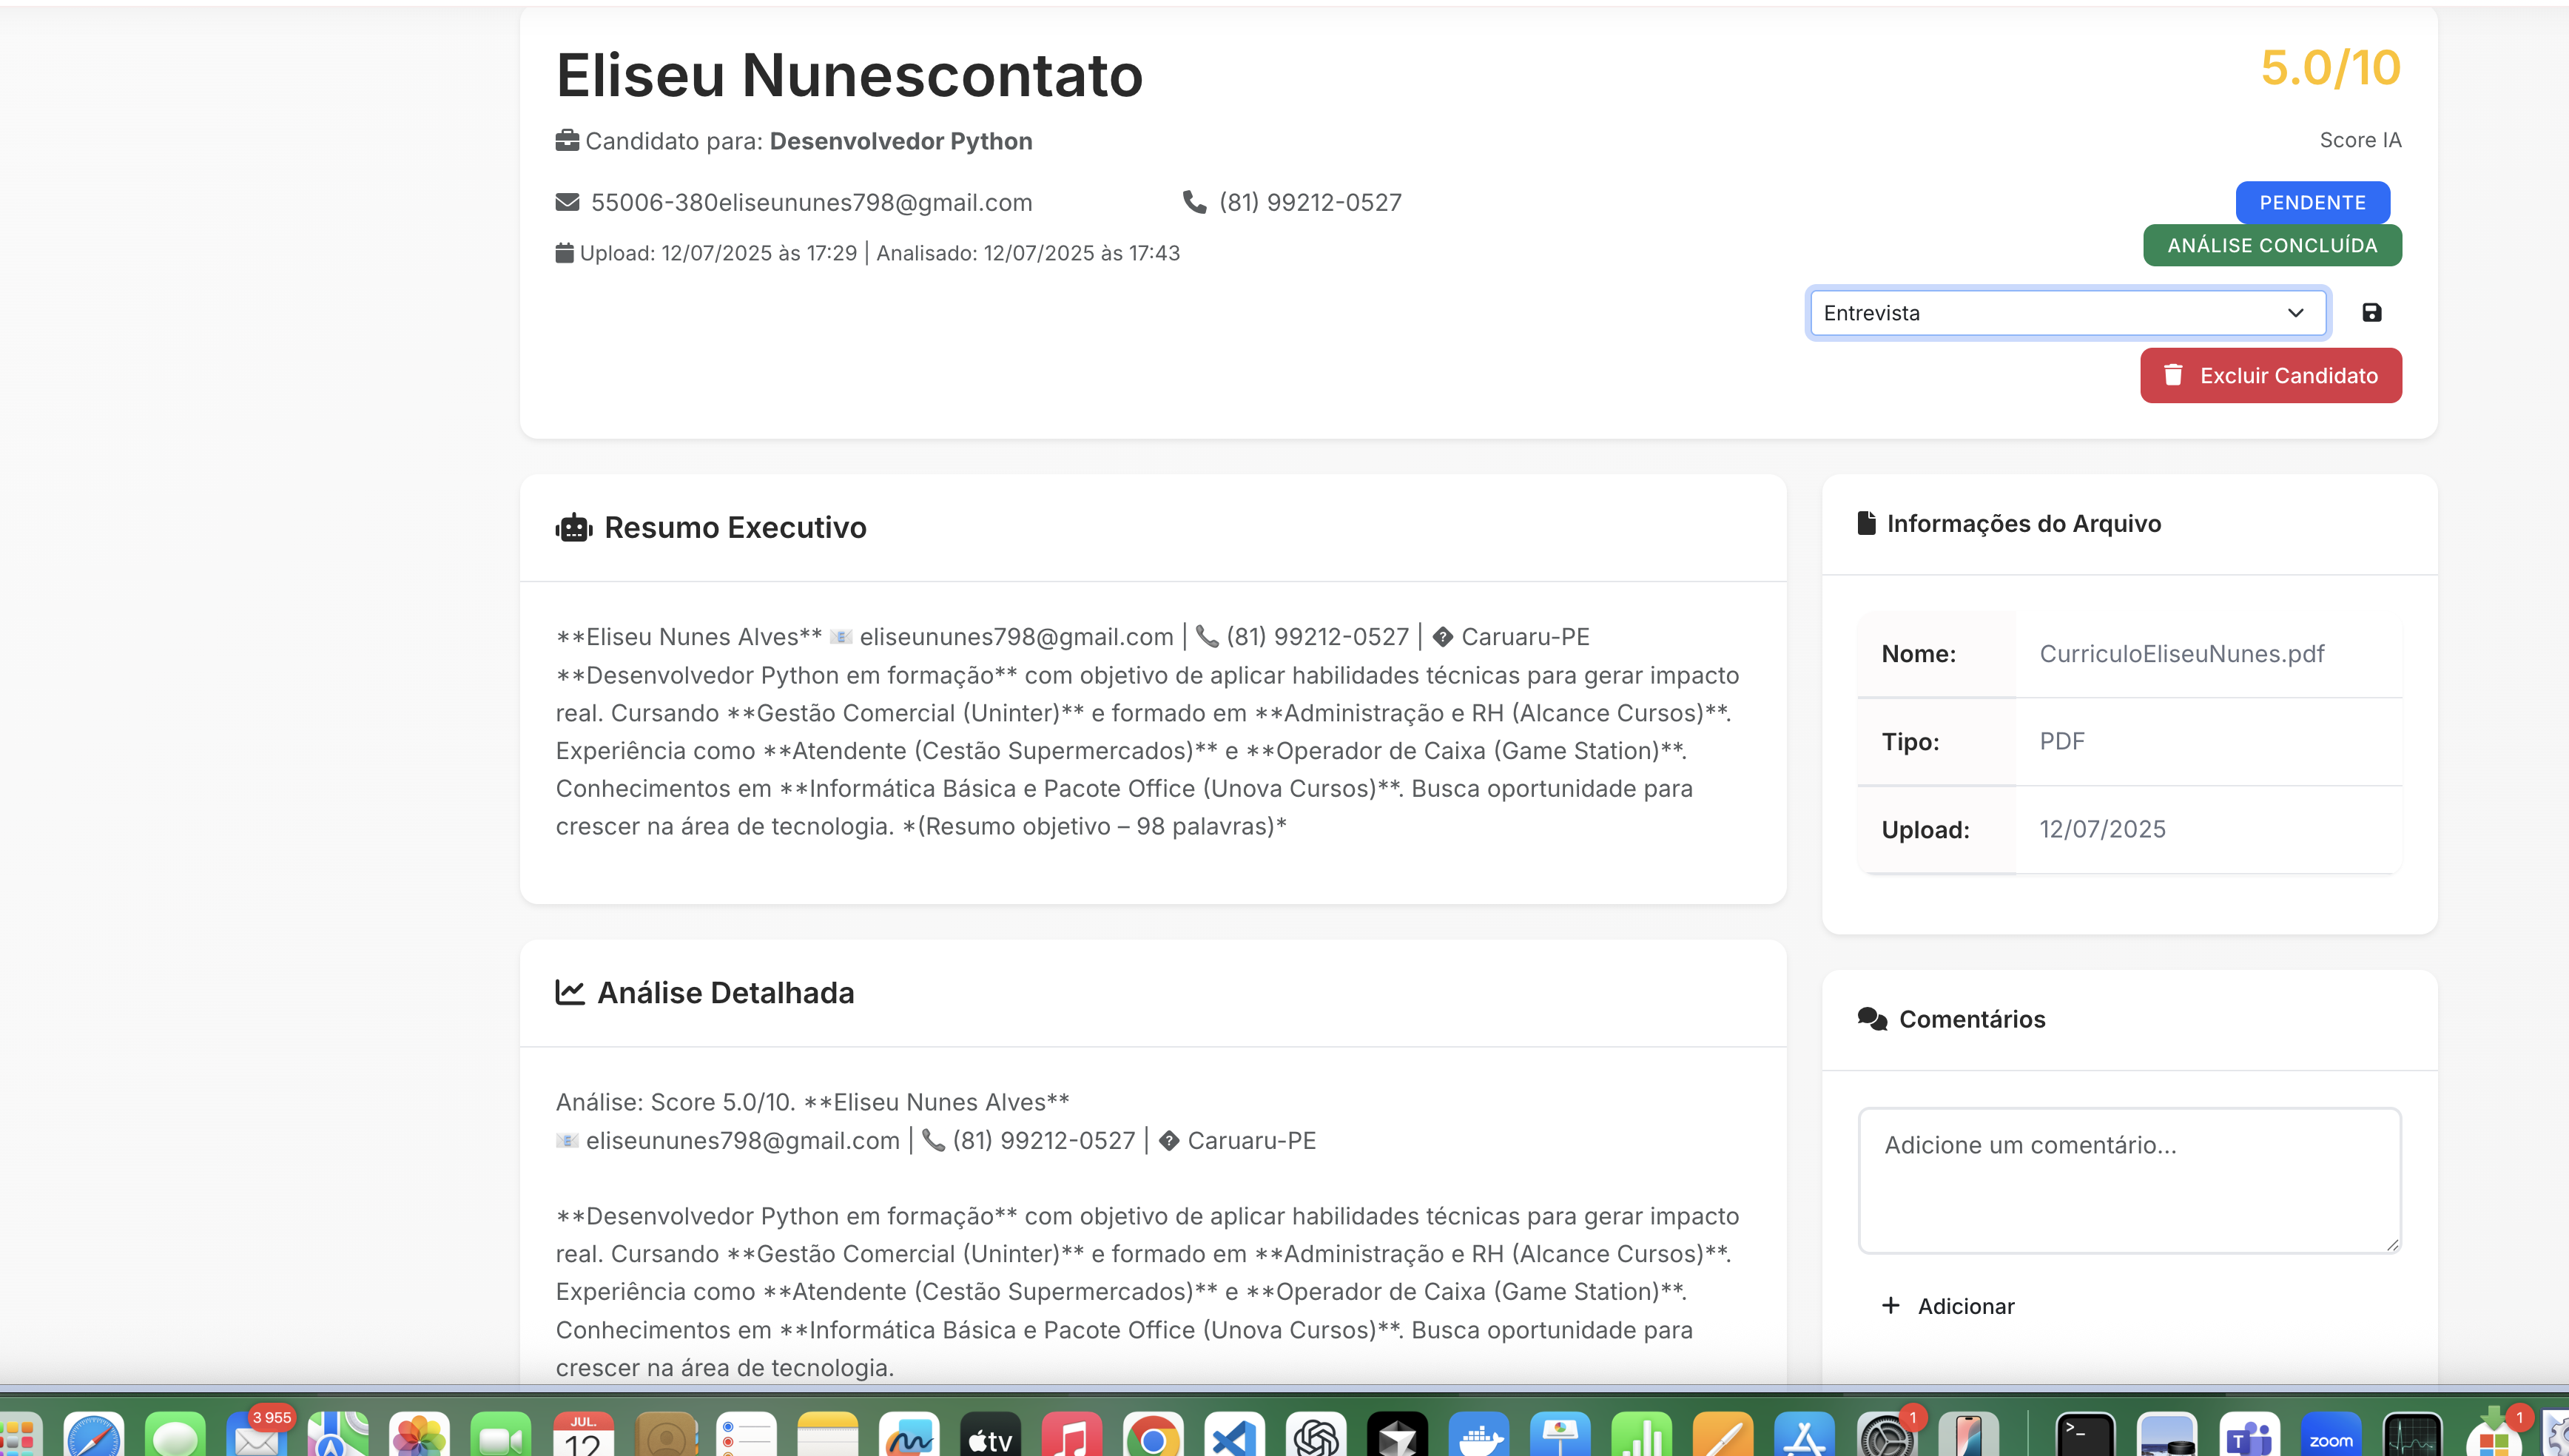 Eliseu Nunescontato
5.0/10
Candidato para: Desenvolvedor Python
Score IA
55006-380eliseununes798@gmail.com
(81) 99212-0527
PENDENTE
Upload: 12/07/2025 às 17:29 | Analisado: 12/07/2025 às 17:43
ANÁLISE CONCLUÍDA
Entrevista
Excluir Candidato
Resumo Executivo
**Eliseu Nunes Alves** 📧 eliseununes798@gmail.com | 📞 (81) 99212-0527 | � Caruaru-PE
**Desenvolvedor Python em formação** com objetivo de aplicar habilidades técnicas para gerar impacto
real. Cursando **Gestão Comercial (Uninter)** e formado em **Administração e RH (Alcance Cursos)**.
Experiência como **Atendente (Cestão Supermercados)** e **Operador de Caixa (Game Station)**.
Conhecimentos em **Informática Básica e Pacote Office (Unova Cursos)**. Busca oportunidade para
crescer na área de tecnologia. *(Resumo objetivo – 98 palavras)*
Informações do Arquivo
Nome: CurriculoEliseuNunes.pdf
Tipo: PDF
Upload: 12/07/2025
Análise Detalhada
Análise: Score 5.0/10. **Eliseu Nunes Alves**
📧 eliseununes798@gmail.com | 📞 (81) 99212-0527 | � Caruaru-PE
**Desenvolvedor Python em formação** com objetivo de aplicar habilidades técnicas para gerar impacto
real. Cursando **Gestão Comercial (Uninter)** e formado em **Administração e RH (Alcance Cursos)**.
Experiência como **Atendente (Cestão Supermercados)** e **Operador de Caixa (Game Station)**.
Conhecimentos em **Informática Básica e Pacote Office (Unova Cursos)**. Busca oportunidade para
crescer na área de tecnologia.
Comentários
Adicione um comentário...
+ Adicionar
3 955
JUL.
12
tv
1
>_
T
zoom
1